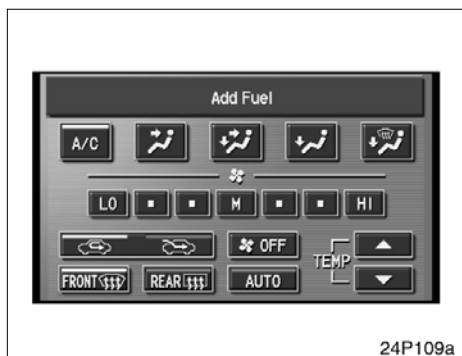 Add Fuel
A/C
LO M HI
OFF
TEMP
FRONT REAR AUTO
24P109a